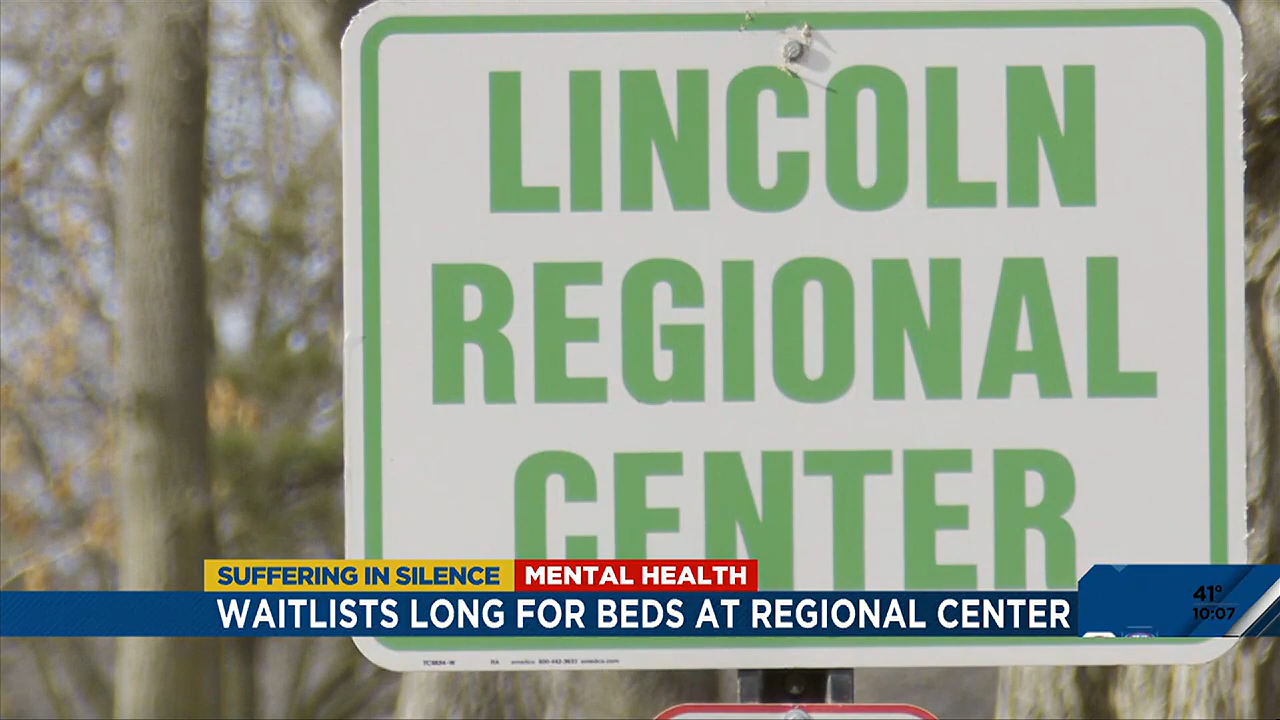 LINCOLN
REGIONAL
CENTER
SUFFERING IN SILENCE MENTAL HEALTH
WAITLISTS LONG FOR BEDS AT REGIONAL CENTER
41°
10:07